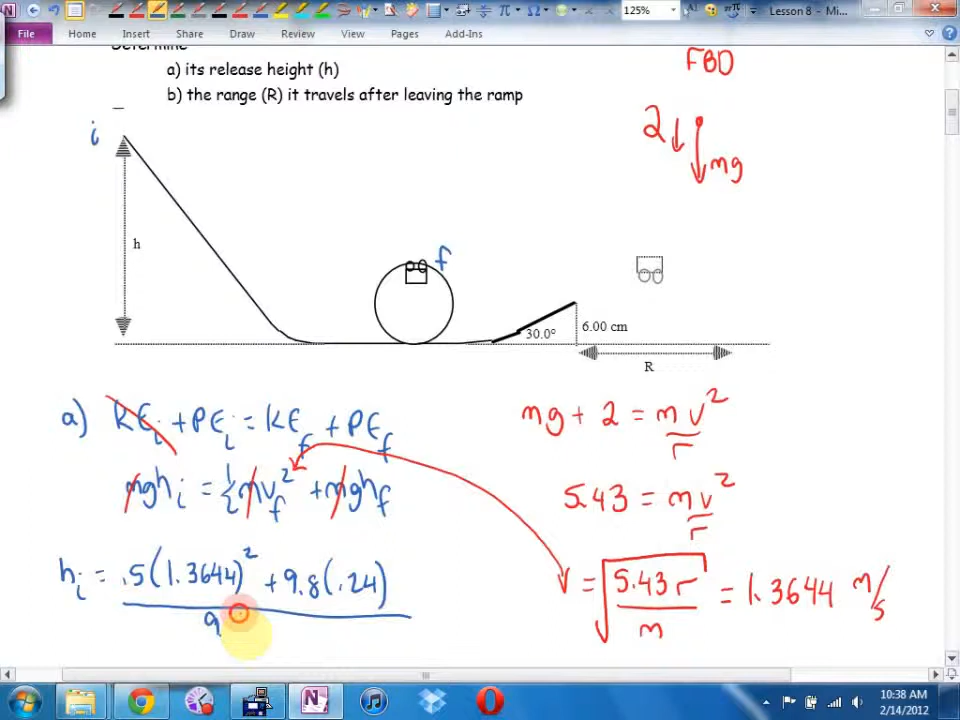 125%
Lesson 8 - Mi...
File Home Insert Share Draw Review View Pages Add-Ins
a) its release height (h)
b) the range (R) it travels after leaving the ramp
FBD
2
mg
i
h
f
30.0°
6.00 cm
R
a) KEi + PEi = KEf + PEf
mghi = 1/2 mvf² + mghf
hi = .5(1.3644)² + 9.8(.24)
9
mg + 2 = mv²/r
5.43 = mv²/r
= √(5.43 r/m) = 1.3644 m/s
10:38 AM
2/14/2012